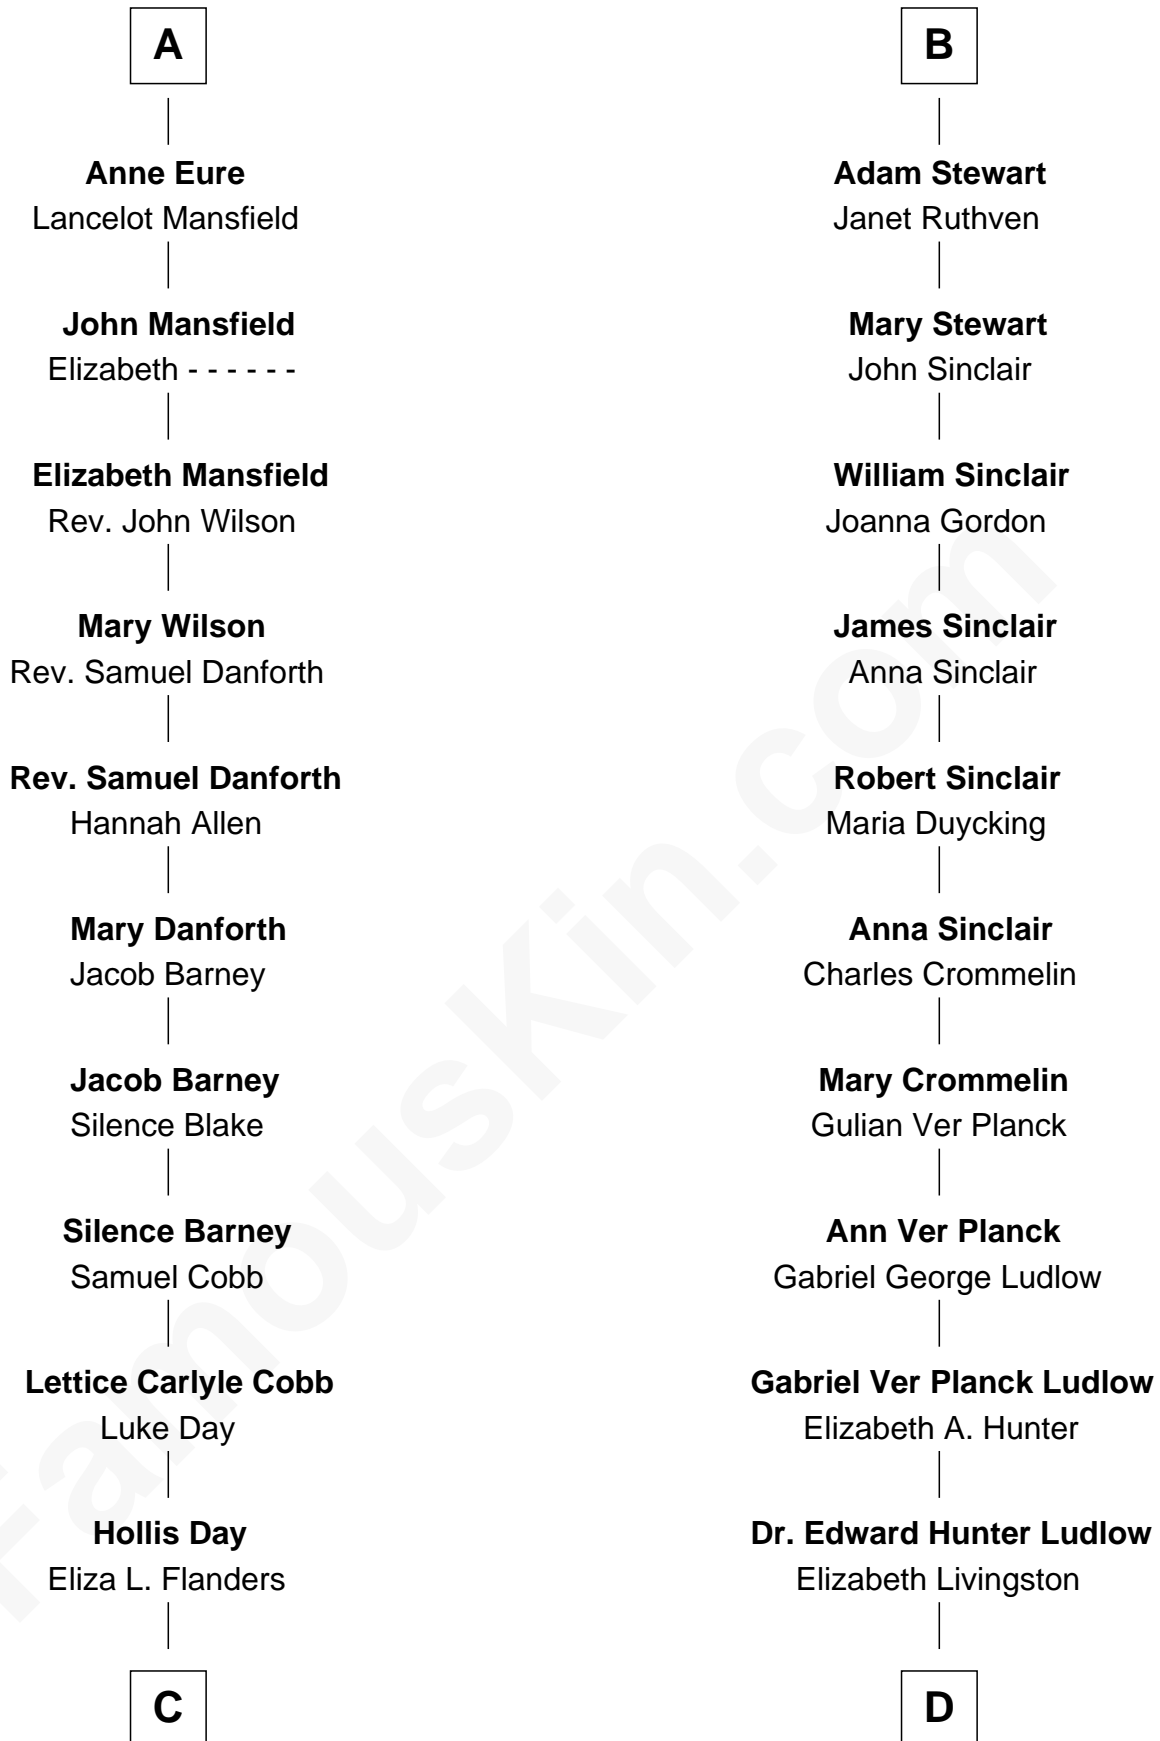 A
Anne Eure
Lancelot Mansfield
John Mansfield
Elizabeth - - - - - -
Elizabeth Mansfield
Rev. John Wilson
Mary Wilson
Rev. Samuel Danforth
Rev. Samuel Danforth
Hannah Allen
Mary Danforth
Jacob Barney
Jacob Barney
Silence Blake
Silence Barney
Samuel Cobb
Lettice Carlyle Cobb
Luke Day
Hollis Day
Eliza L. Flanders
C
B
Adam Stewart
Janet Ruthven
Mary Stewart
John Sinclair
William Sinclair
Joanna Gordon
James Sinclair
Anna Sinclair
Robert Sinclair
Maria Duycking
Anna Sinclair
Charles Crommelin
Mary Crommelin
Gulian Ver Planck
Ann Ver Planck
Gabriel George Ludlow
Gabriel Ver Planck Ludlow
Elizabeth A. Hunter
Dr. Edward Hunter Ludlow
Elizabeth Livingston
D
FamousKin.com